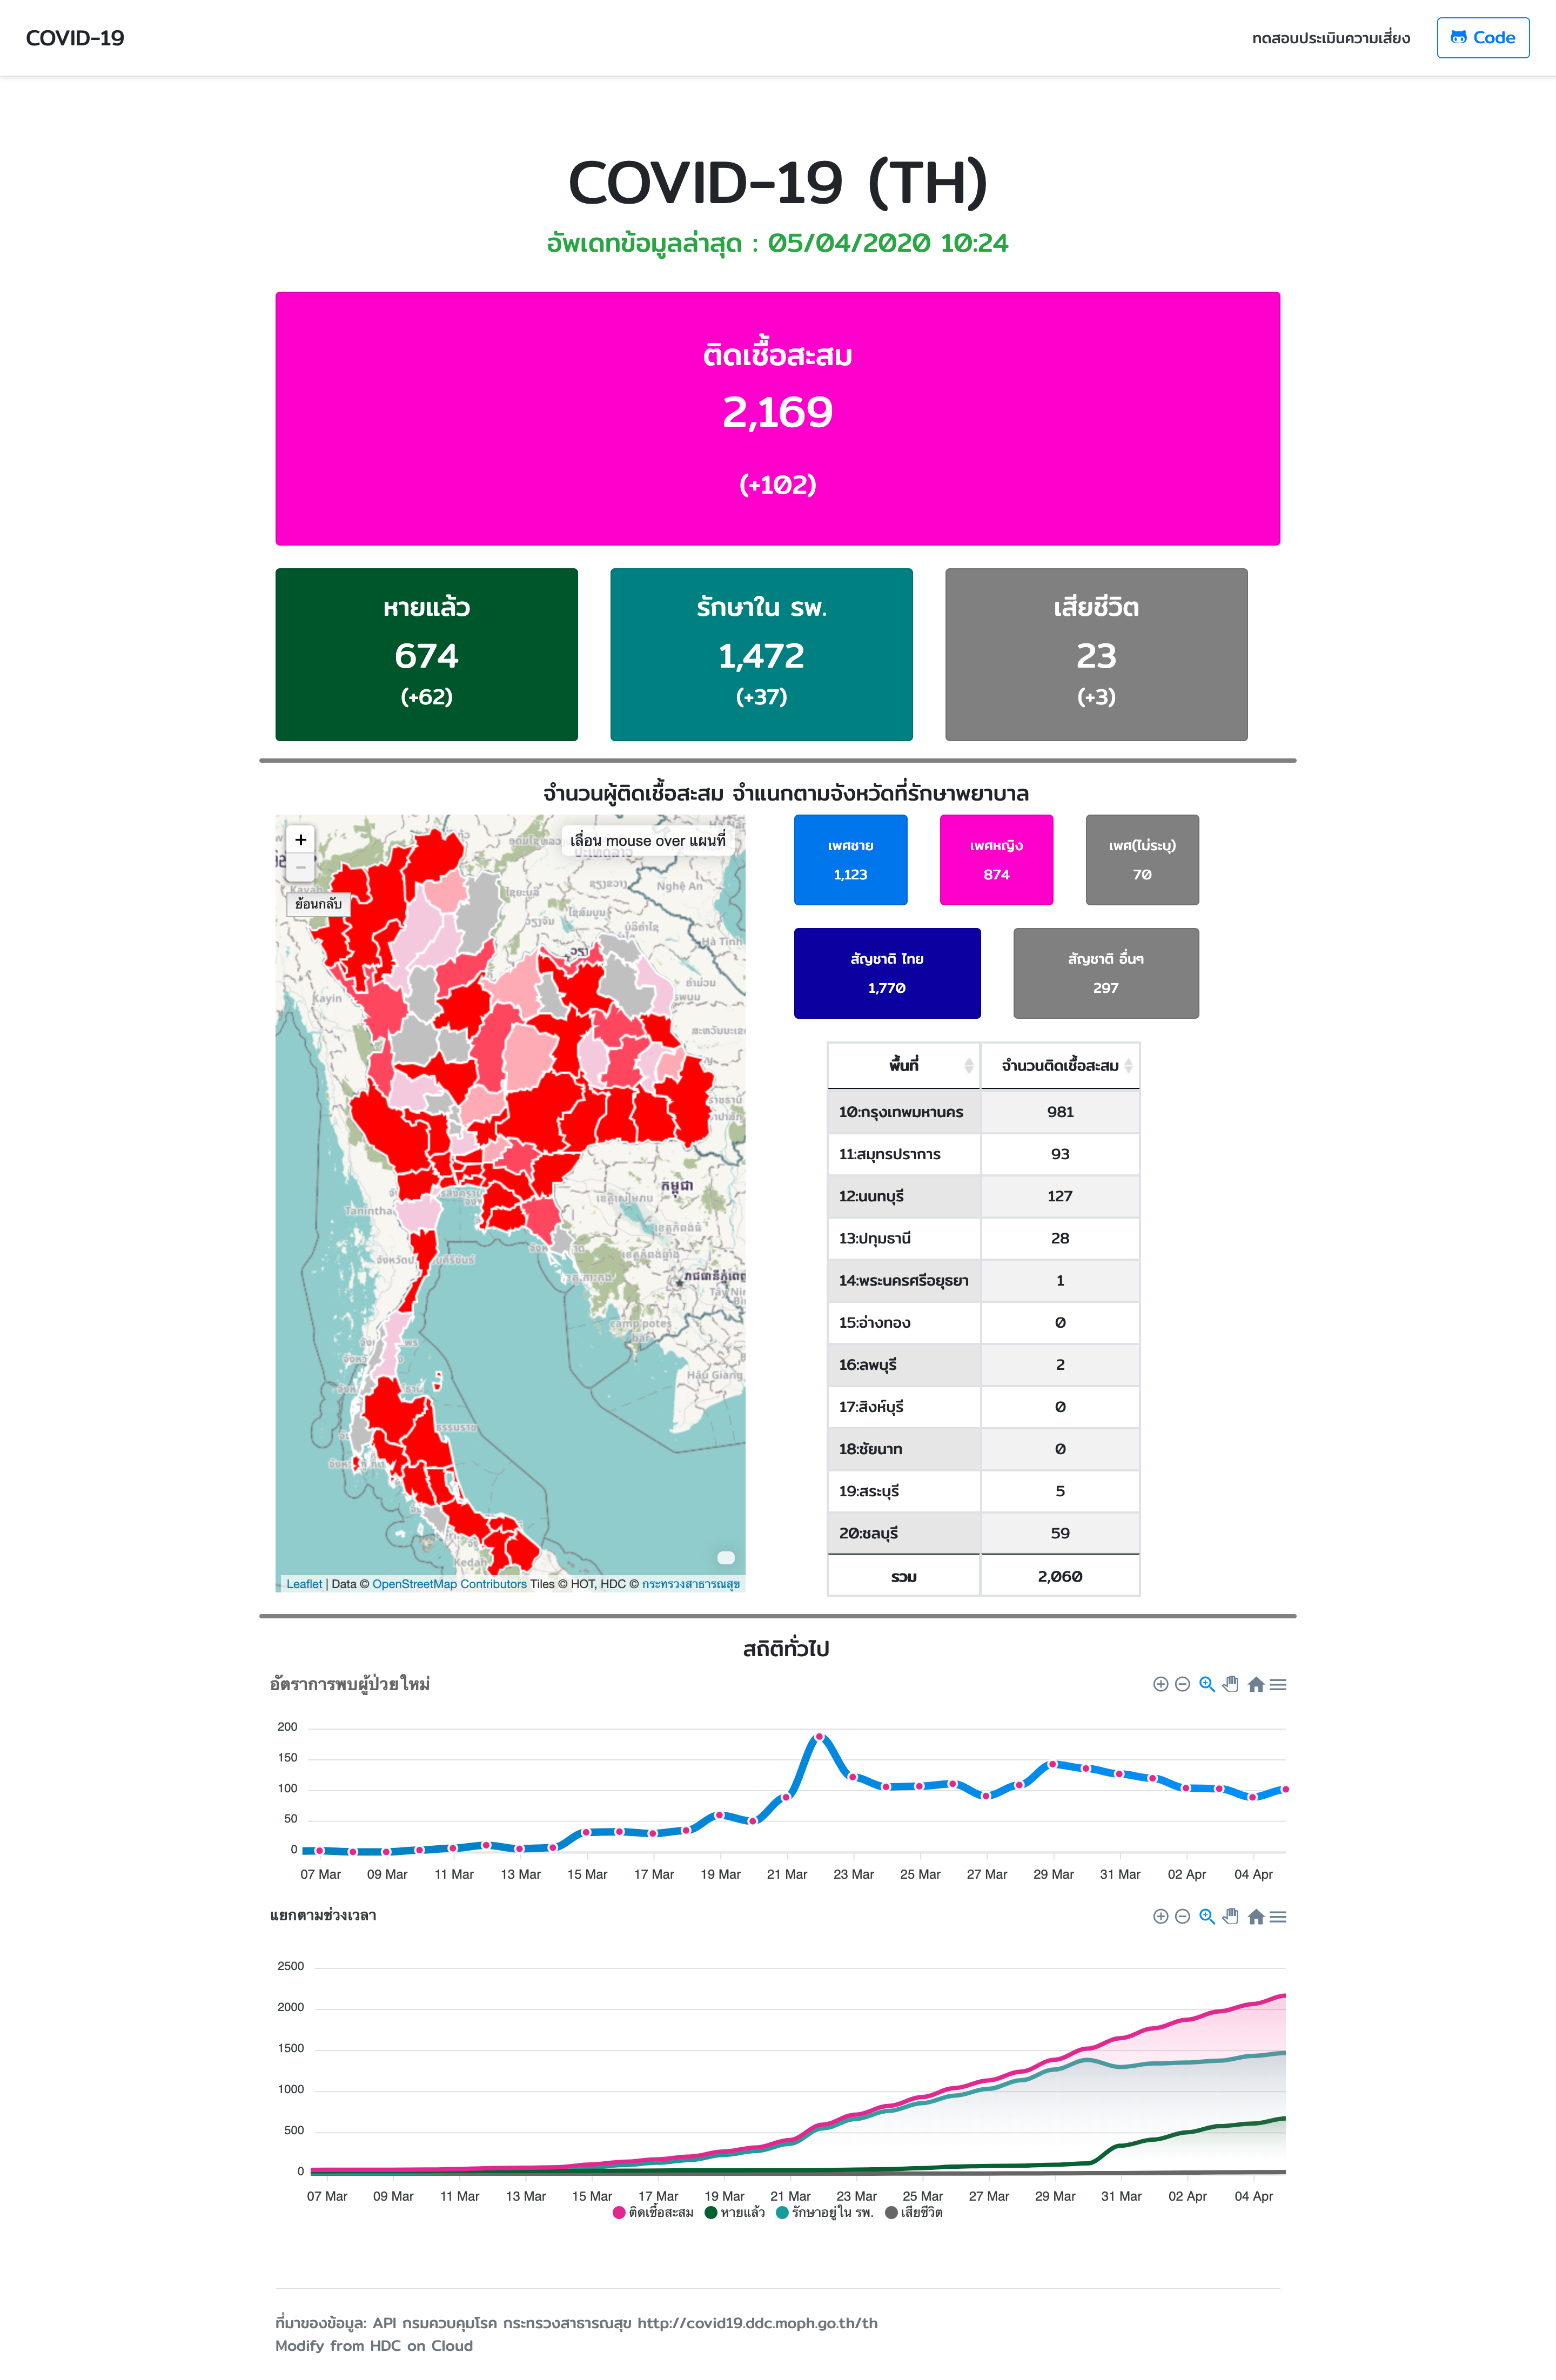 COVID-19
ทดสอบประเมินความเสี่ยง
Code
COVID-19 (TH)
อัพเดทข้อมูลล่าสุด : 05/04/2020 10:24
ติดเชื้อสะสม
2,169
(+102)
หายแล้ว
674
(+62)
รักษาใน รพ.
1,472
(+37)
เสียชีวิต
23
(+3)
จำนวนผู้ติดเชื้อสะสม จำแนกตามจังหวัดที่รักษาพยาบาล
+
−
ย้อนกลับ
เลื่อน mouse over แผนที่
Nghệ An
Hà Tĩnh
Kayin
กัมพูชา
Hậu Giang
Kedah
Leaflet | Data © OpenStreetMap Contributors Tiles © HOT, HDC © กระทรวงสาธารณสุข
เพศชาย
1,123
เพศหญิง
874
เพศ(ไม่ระบุ)
70
สัญชาติ ไทย
1,770
สัญชาติ อื่นๆ
297
พื้นที่ จำนวนติดเชื้อสะสม
10:กรุงเทพมหานคร 981
11:สมุทรปราการ 93
12:นนทบุรี 127
13:ปทุมธานี 28
14:พระนครศรีอยุธยา 1
15:อ่างทอง 0
16:ลพบุรี 2
17:สิงห์บุรี 0
18:ชัยนาท 0
19:สระบุรี 5
20:ชลบุรี 59
รวม 2,060
สถิติทั่วไป
อัตราการพบผู้ป่วยใหม่
200
150
100
50
0
07 Mar 09 Mar 11 Mar 13 Mar 15 Mar 17 Mar 19 Mar 21 Mar 23 Mar 25 Mar 27 Mar 29 Mar 31 Mar 02 Apr 04 Apr
แยกตามช่วงเวลา
2500
2000
1500
1000
500
0
07 Mar 09 Mar 11 Mar 13 Mar 15 Mar 17 Mar 19 Mar 21 Mar 23 Mar 25 Mar 27 Mar 29 Mar 31 Mar 02 Apr 04 Apr
ติดเชื้อสะสม หายแล้ว รักษาอยู่ใน รพ. เสียชีวิต
ที่มาของข้อมูล: API กรมควบคุมโรค กระทรวงสาธารณสุข http://covid19.ddc.moph.go.th/th
Modify from HDC on Cloud